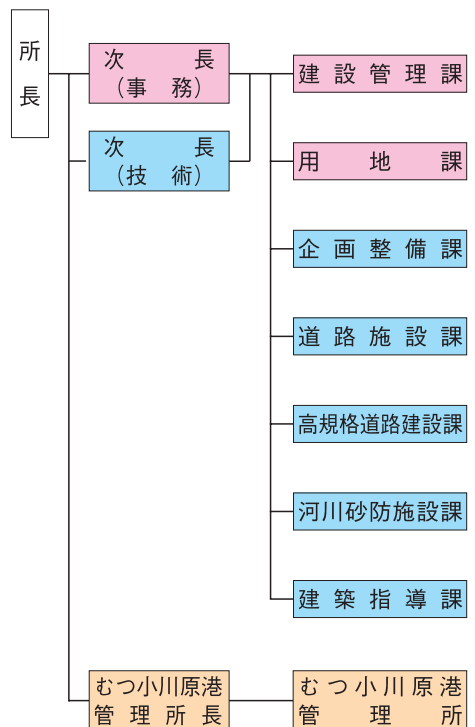 所長
次長
(事務)
次長
(技術)
建設管理課
用地課
企画整備課
道路施設課
高規格道路建設課
河川砂防施設課
建築指導課
むつ小川原港
管理所長
むつ小川原港
管理所